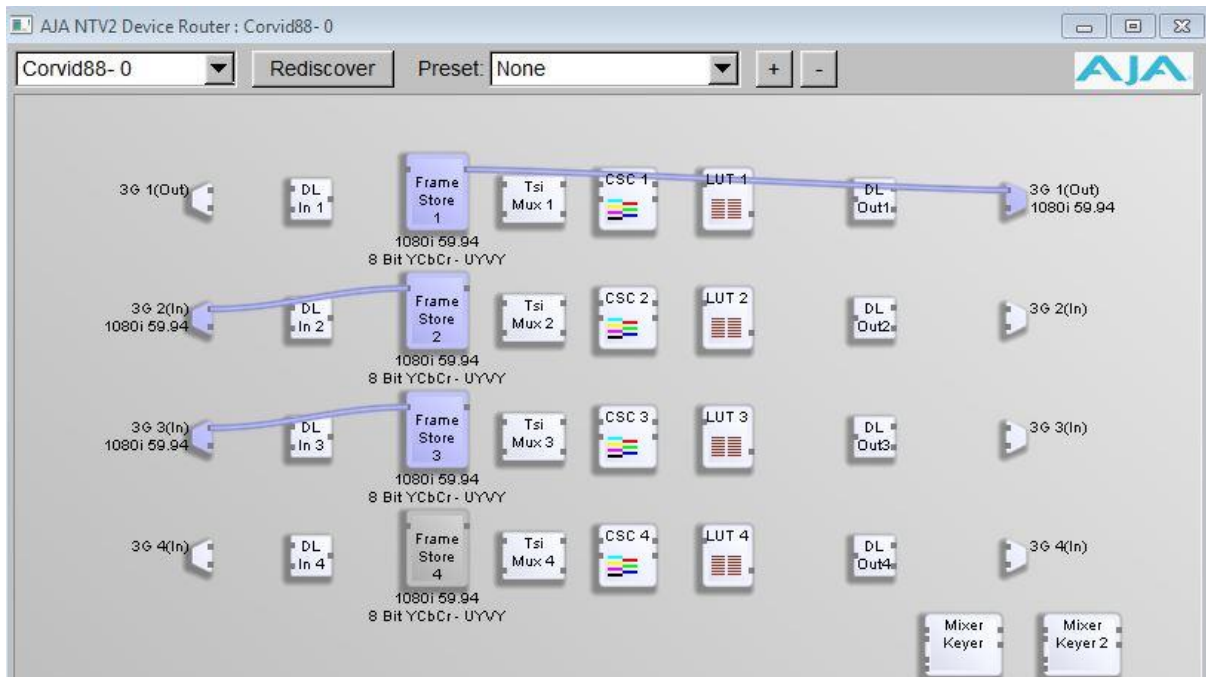 AJA NTV2 Device Router : Corvid88- 0
Corvid88- 0
Rediscover
Preset: None
+
-
AJA
3G 1(Out)
DL
In 1
Frame
Store
1
1080i 59.94
8 Bit YCbCr - UYVY
Tsi
Mux 1
CSC 1
LUT 1
DL
Out1
3G 1(Out)
1080i 59.94
3G 2(In)
1080i 59.94
DL
In 2
Frame
Store
2
1080i 59.94
8 Bit YCbCr - UYVY
Tsi
Mux 2
CSC 2
LUT 2
DL
Out2
3G 2(In)
3G 3(In)
1080i 59.94
DL
In 3
Frame
Store
3
1080i 59.94
8 Bit YCbCr - UYVY
Tsi
Mux 3
CSC 3
LUT 3
DL
Out3
3G 3(In)
3G 4(In)
DL
In 4
Frame
Store
4
1080i 59.94
8 Bit YCbCr - UYVY
Tsi
Mux 4
CSC 4
LUT 4
DL
Out4
3G 4(In)
Mixer
Keyer
Mixer
Keyer 2